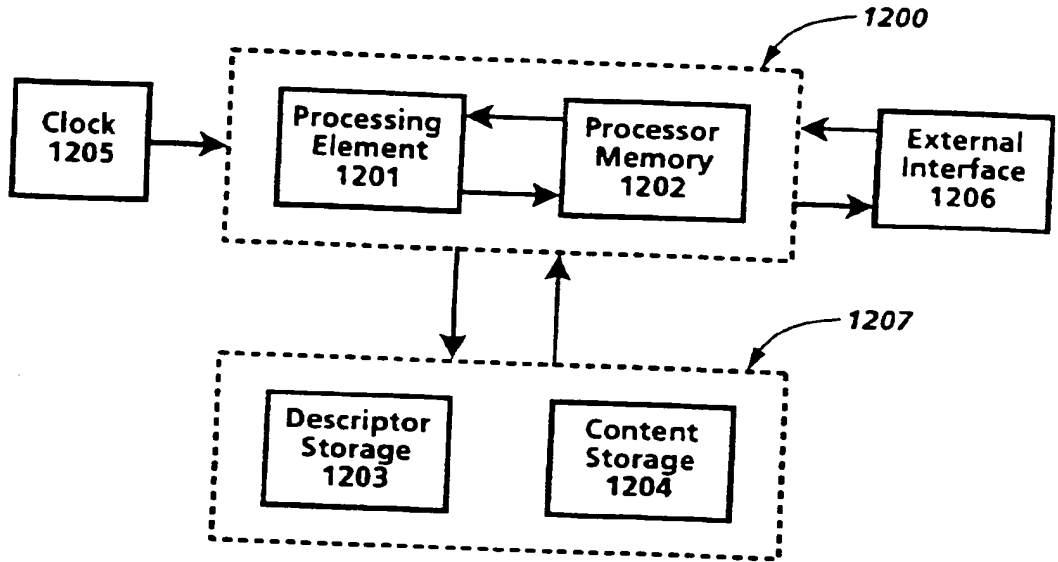 1200
Clock
1205
Processing
Element
1201
Processor
Memory
1202
External
Interface
1206
1207
Descriptor
Storage
1203
Content
Storage
1204